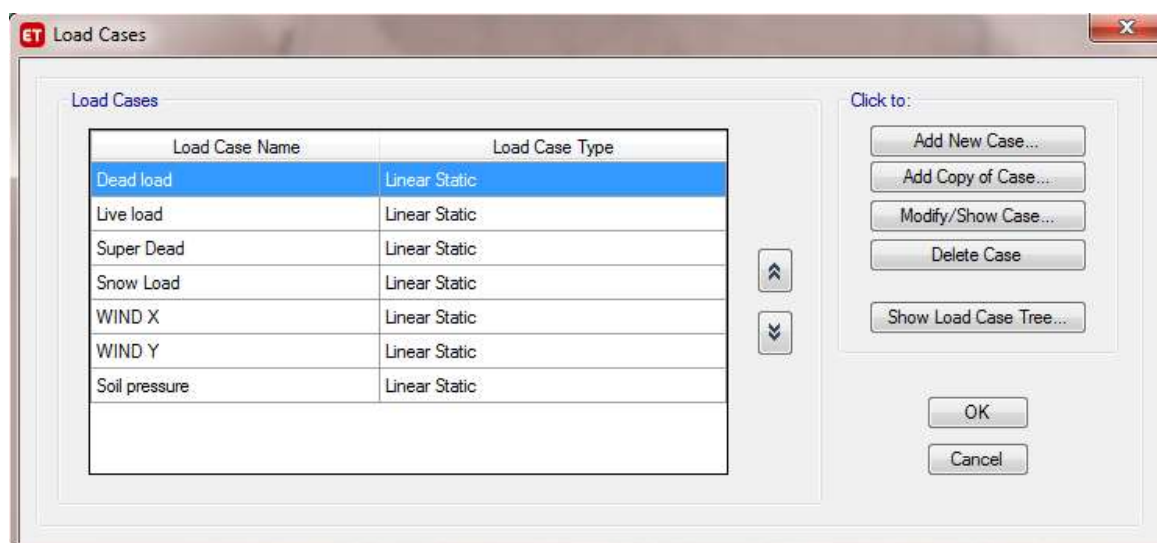 ET Load Cases
X
Load Cases
Load Case Name Load Case Type
Dead load Linear Static
Live load Linear Static
Super Dead Linear Static
Snow Load Linear Static
WIND X Linear Static
WIND Y Linear Static
Soil pressure Linear Static
Click to:
Add New Case...
Add Copy of Case...
Modify/Show Case...
Delete Case
Show Load Case Tree...
OK
Cancel